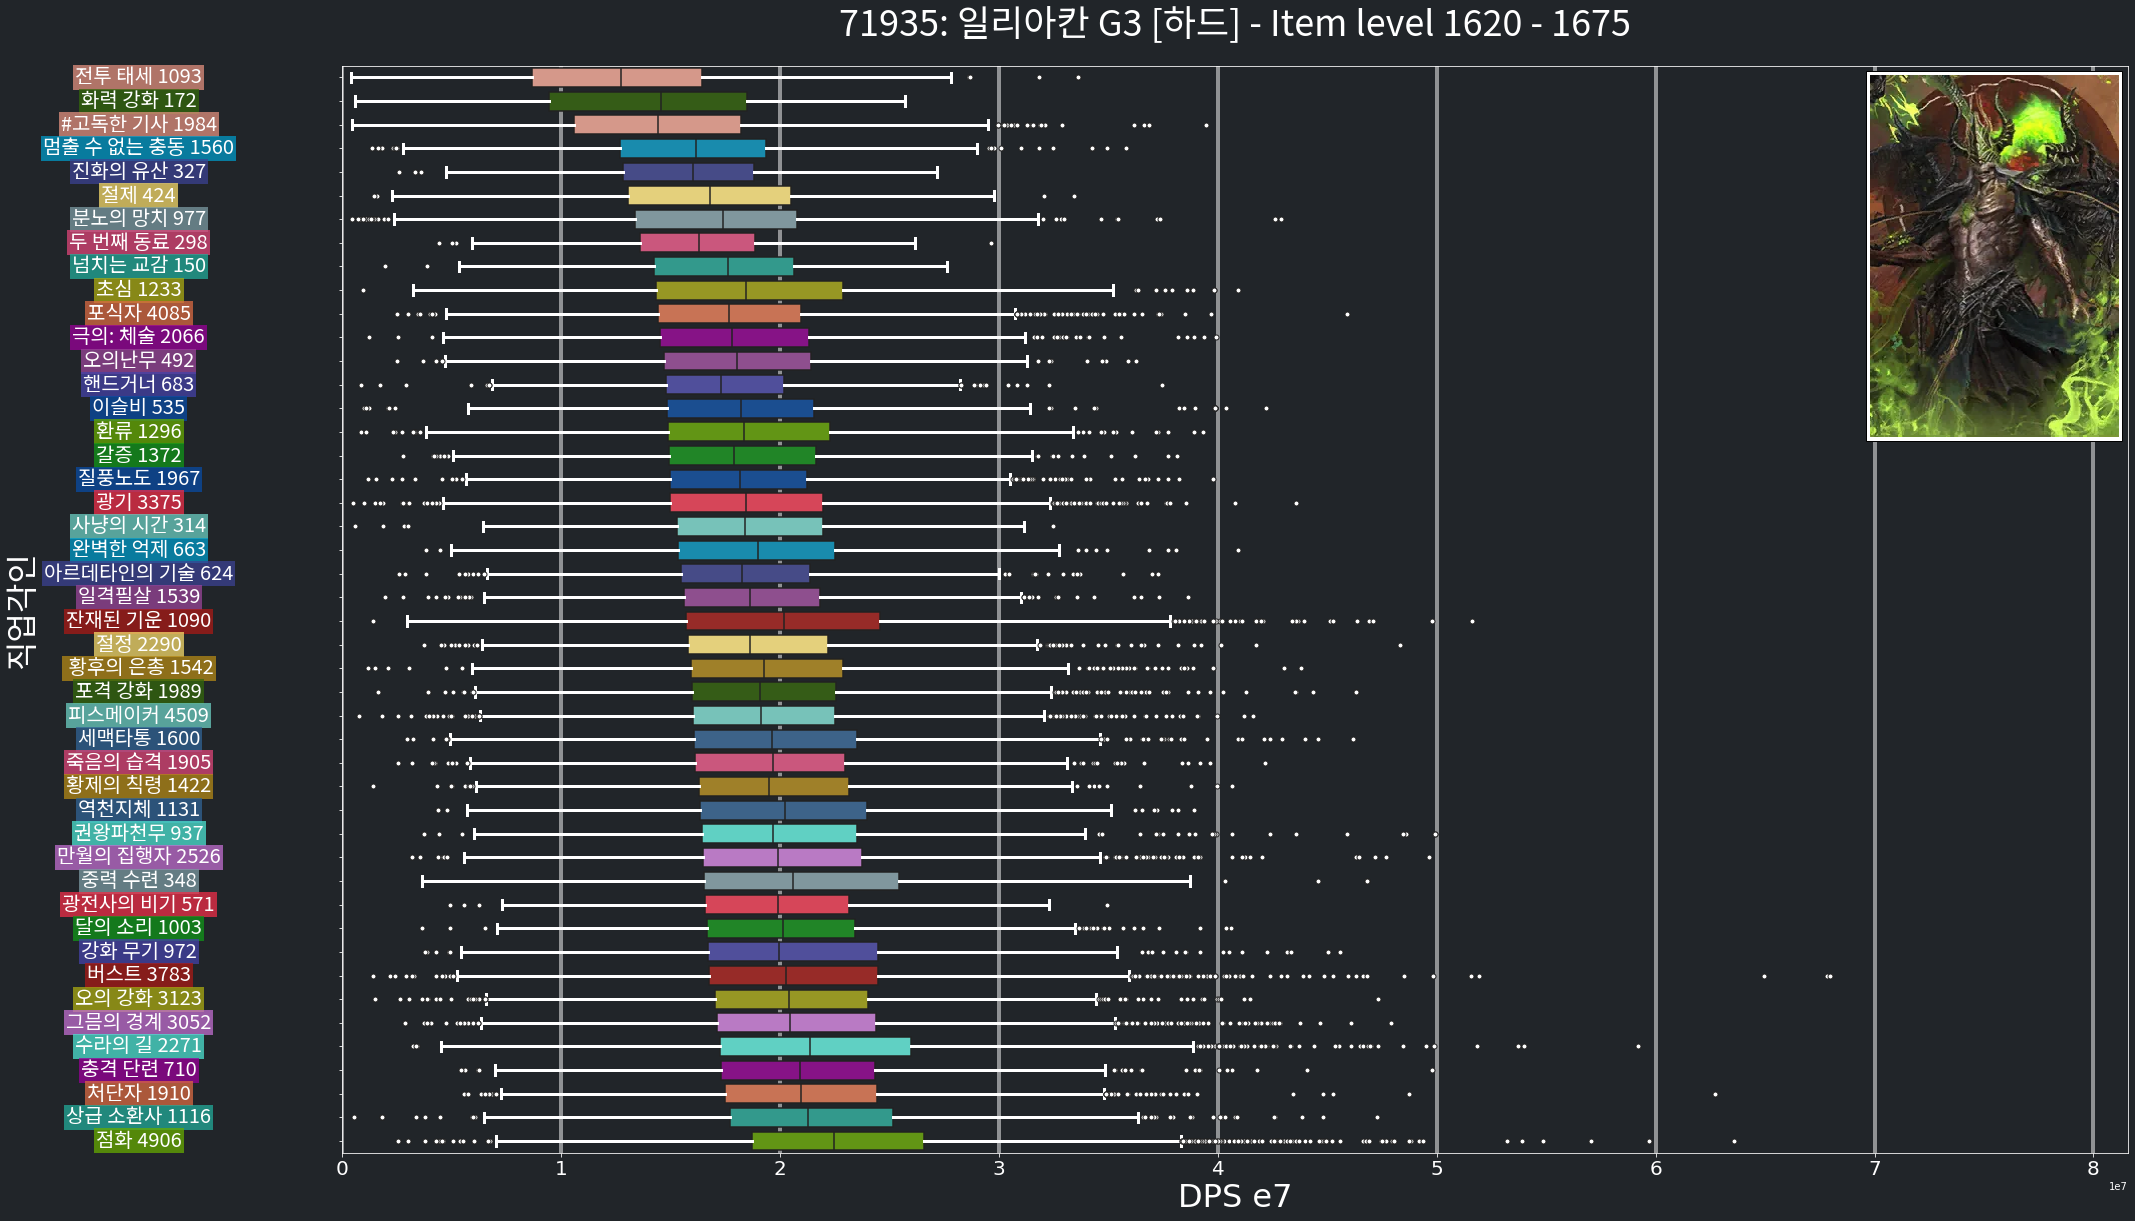 71935: 일리아칸 G3 [하드] - Item level 1620 - 1675
전투 태세 1093
화력 강화 172
#고독한 기사 1984
멈출 수 없는 충동 1560
진화의 유산 327
절제 424
분노의 망치 977
두 번째 동료 298
넘치는 교감 150
초심 1233
포식자 4085
극의: 체술 2066
오의난무 492
핸드거너 683
이슬비 535
환류 1296
갈증 1372
질풍노도 1967
광기 3375
사냥의 시간 314
완벽한 억제 663
아르데타인의 기술 624
일격필살 1539
잔재된 기운 1090
절정 2290
황후의 은총 1542
포격 강화 1989
피스메이커 4509
세맥타통 1600
죽음의 습격 1905
황제의 칙령 1422
역천지체 1131
권왕파천무 937
만월의 집행자 2526
중력 수련 348
광전사의 비기 571
달의 소리 1003
강화 무기 972
버스트 3783
오의 강화 3123
그믐의 경계 3052
수라의 길 2271
충격 단련 710
처단자 1910
상급 소환사 1116
점화 4906
직업각인
0 1 2 3 4 5 6 7 8
DPS e7
1e7